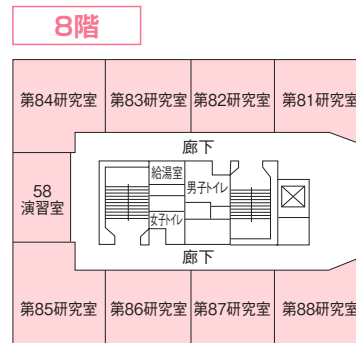 8階
第84研究室
第83研究室
第82研究室
第81研究室
廊下
給湯室
男子トイレ
58
演習室
女子トイレ
廊下
第85研究室
第86研究室
第87研究室
第88研究室